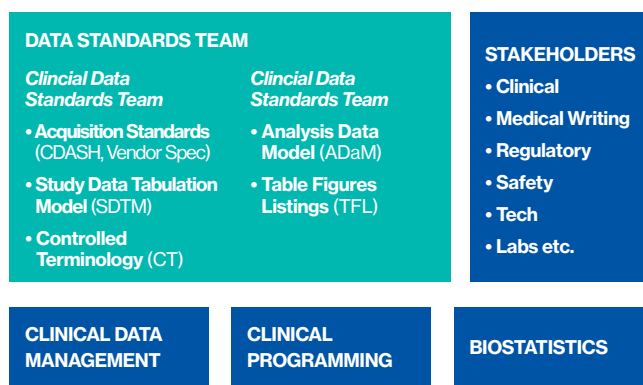 DATA STANDARDS TEAM
Clincial Data
Standards Team
• Acquisition Standards
(CDASH, Vendor Spec)
• Study Data Tabulation
Model (SDTM)
• Controlled
Terminology (CT)
Clincial Data
Standards Team
• Analysis Data
Model (ADaM)
• Table Figures
Listings (TFL)
STAKEHOLDERS
• Clinical
• Medical Writing
• Regulatory
• Safety
• Tech
• Labs etc.
CLINICAL DATA
MANAGEMENT
CLINICAL
PROGRAMMING
BIOSTATISTICS